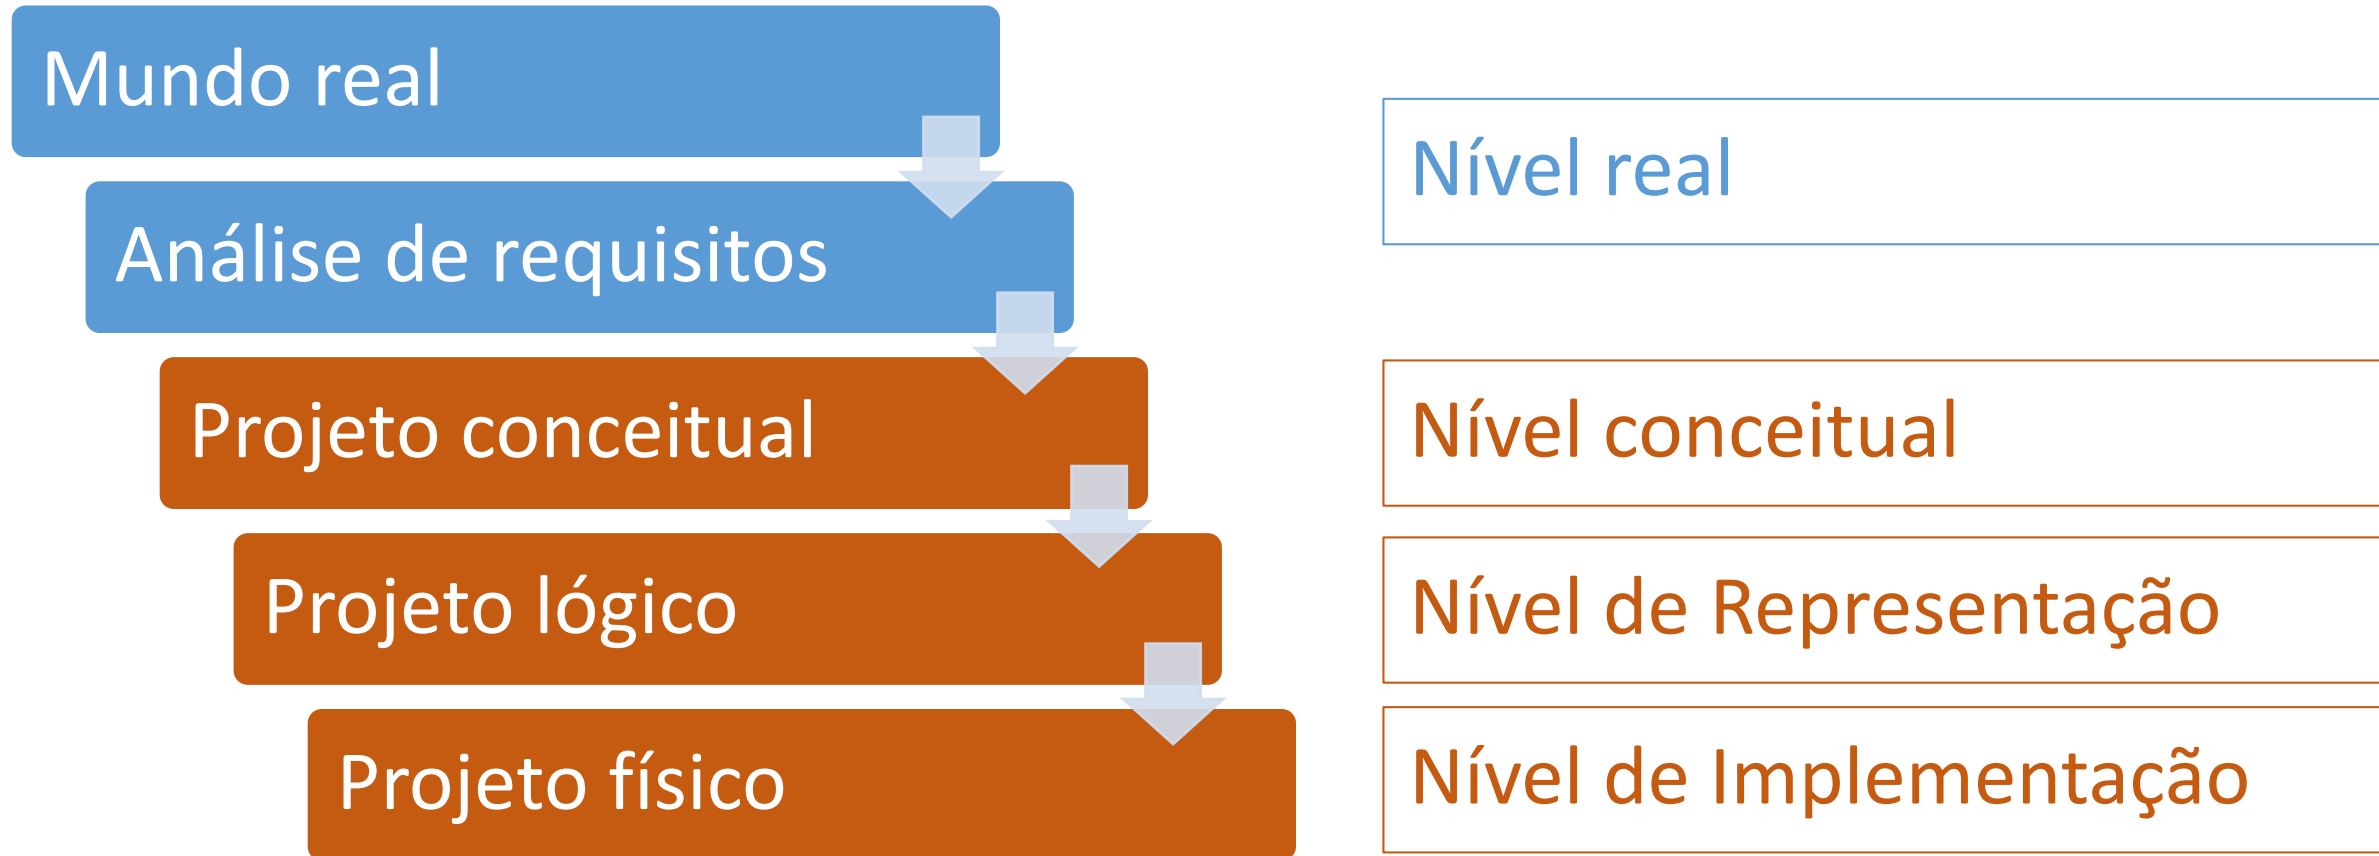 Mundo real
Análise de requisitos
Projeto conceitual
Projeto lógico
Projeto físico
Nível real
Nível conceitual
Nível de Representação
Nível de Implementação